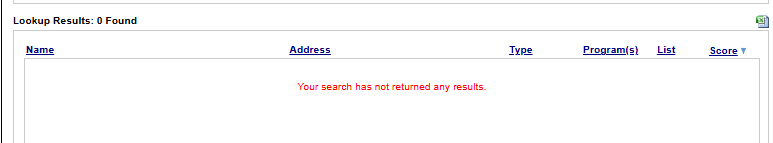 Lookup Results: 0 Found
Name Address Type Program(s) List Score
Your search has not returned any results.